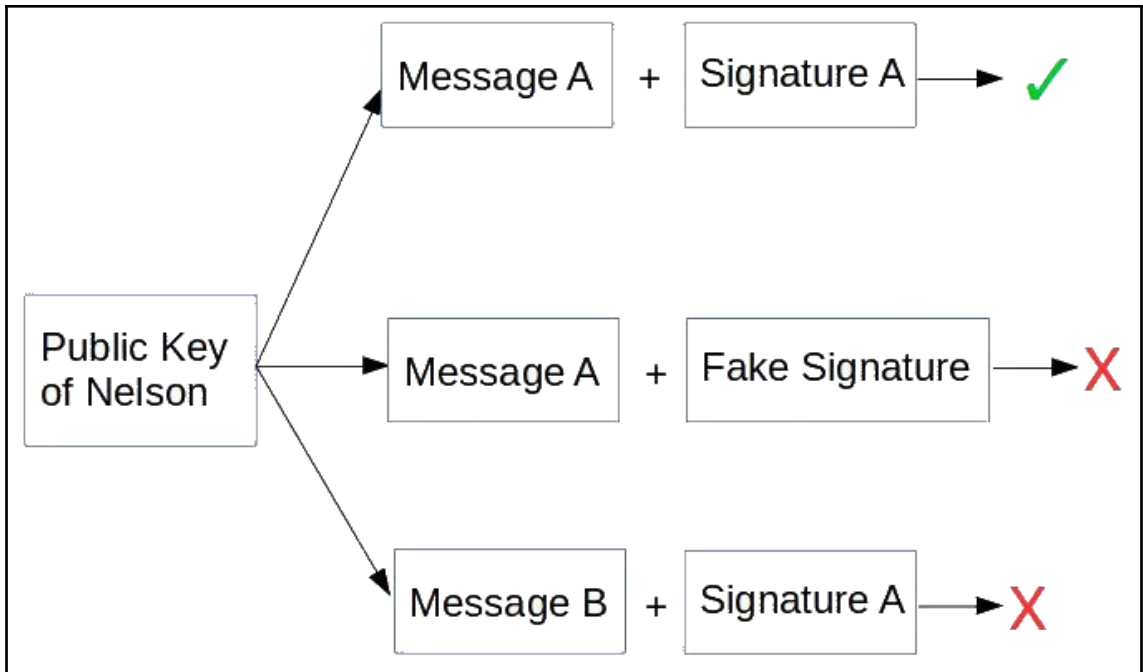 Message A + Signature A ✓
Public Key
of Nelson
Message A + Fake Signature X
Message B + Signature A X